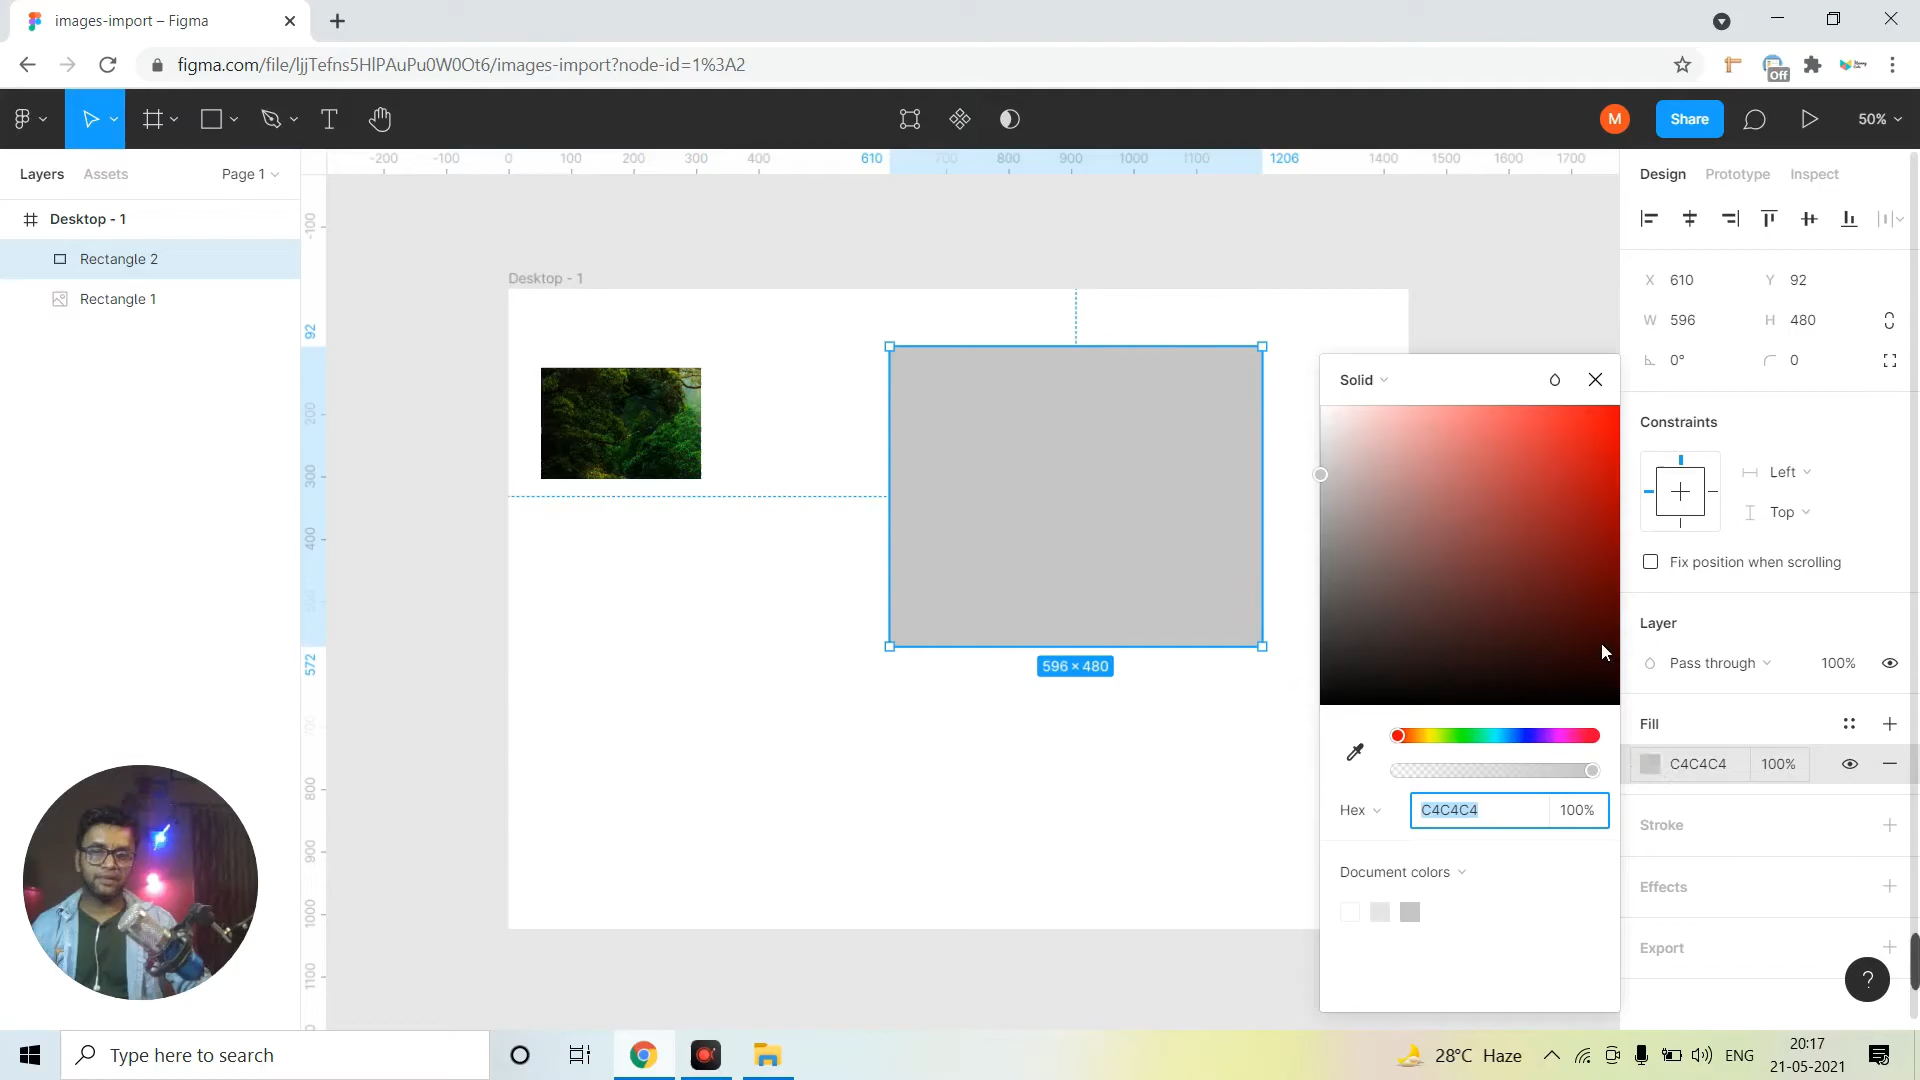 images-import – Figma
figma.com/file/ljjTefns5HlPAuPu0W0Ot6/images-import?node-id=1%3A2
Off
T
M
Share
50%
Layers
Assets
Page 1
Desktop - 1
Rectangle 2
Rectangle 1
-200
-100
0
100
200
300
400
610
700
800
900
1000
1100
1206
1400
1500
1600
1700
-100
92
200
300
400
500
572
700
800
900
1000
1100
Desktop - 1
596 × 480
Solid
Hex
C4C4C4
100%
Document colors
Design
Prototype
Inspect
X 610
Y 92
W 596
H 480
0°
0
Constraints
Left
Top
Fix position when scrolling
Layer
Pass through
100%
Fill
C4C4C4
100%
Stroke
Effects
Export
?
Type here to search
28°C Haze
ENG
20:17
21-05-2021